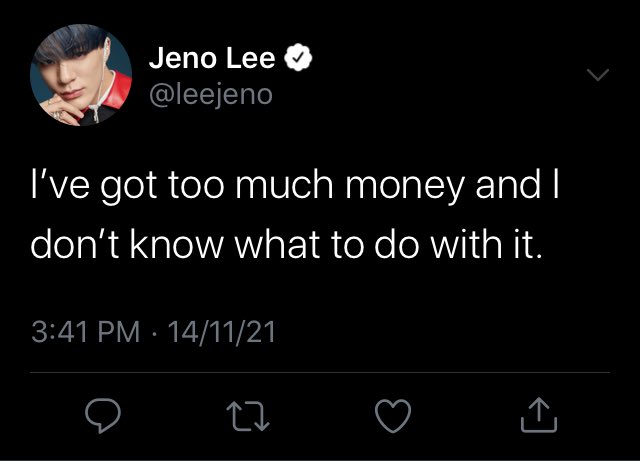 Jeno Lee
@leejeno
I’ve got too much money and I
don’t know what to do with it.
3:41 PM · 14/11/21